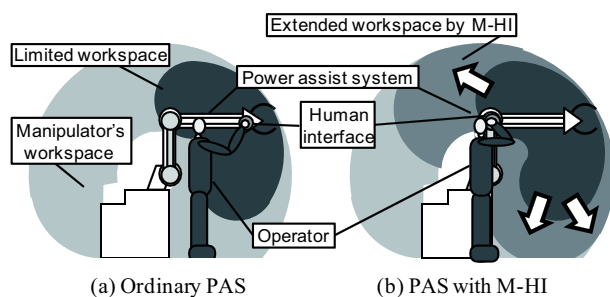 Extended workspace by M-HI
Limited workspace
Power assist system
Human
interface
Manipulator's
workspace
Operator
(a) Ordinary PAS
(b) PAS with M-HI